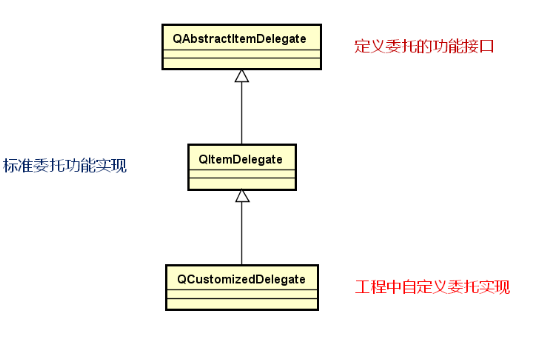 QAbstractItemDelegate
定义委托的功能接口
QItemDelegate
标准委托功能实现
QCustomizedDelegate
工程中自定义委托实现